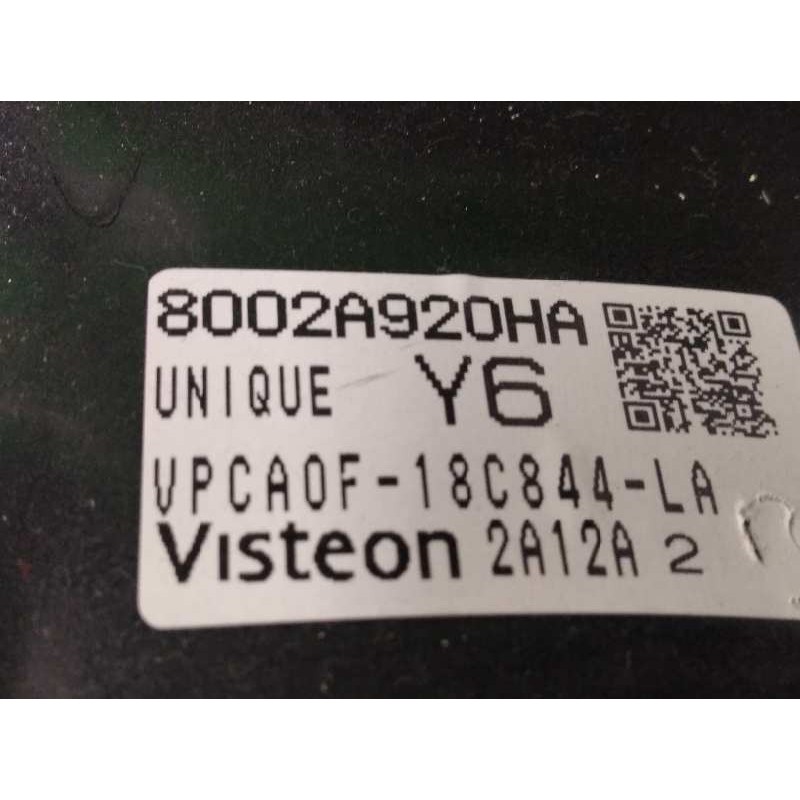 8002A920HA
UNIQUE Y6
VPCA0F-18C844-LA
Visteon 2A12A 2